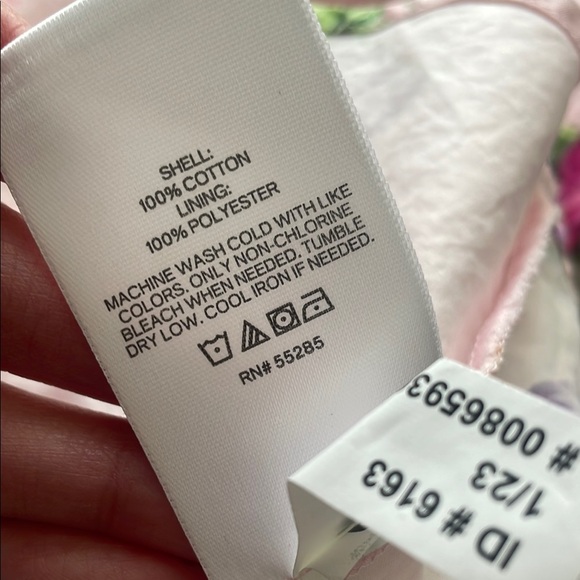 SHELL:
100% COTTON
LINING:
100% POLYESTER
MACHINE WASH COLD WITH LIKE
COLORS. ONLY NON-CHLORINE
BLEACH WHEN NEEDED. TUMBLE
DRY LOW. COOL IRON IF NEEDED.
RN# 55285
ID # 6163
1/23
# 0086593